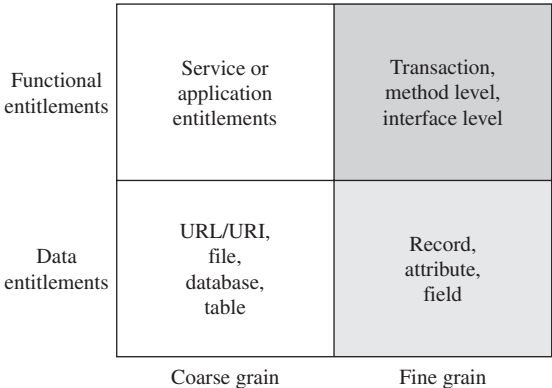 Functional
entitlements
Service or
application
entitlements
Transaction,
method level,
interface level
Data
entitlements
URL/URI,
file,
database,
table
Record,
attribute,
field
Coarse grain
Fine grain